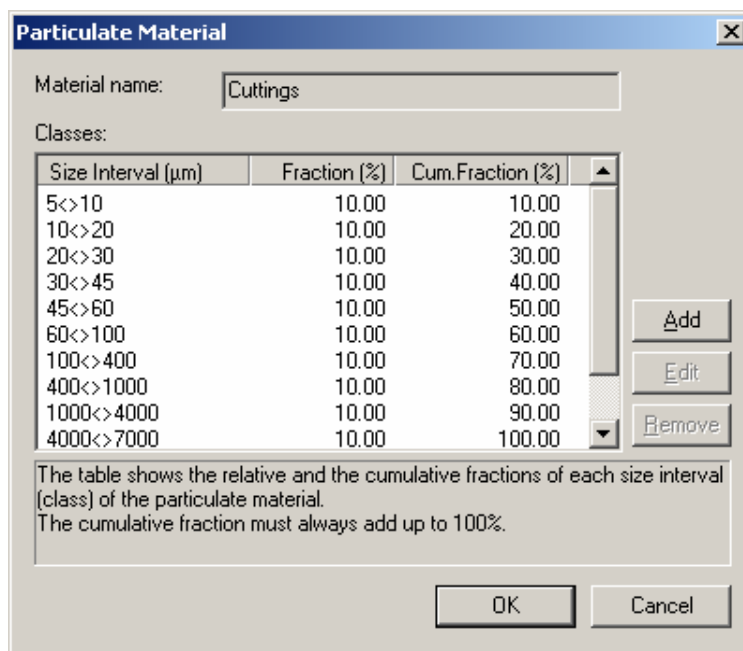 Particulate Material
Material name: Cuttings
Classes:
Size Interval (µm) Fraction (%) Cum.Fraction (%)
5<>10 10.00 10.00
10<>20 10.00 20.00
20<>30 10.00 30.00
30<>45 10.00 40.00
45<>60 10.00 50.00
60<>100 10.00 60.00
100<>400 10.00 70.00
400<>1000 10.00 80.00
1000<>4000 10.00 90.00
4000<>7000 10.00 100.00
Add
Edit
Remove
The table shows the relative and the cumulative fractions of each size interval
(class) of the particulate material.
The cumulative fraction must always add up to 100%.
OK Cancel